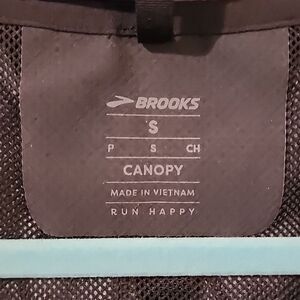 BROOKS
S
P S CH
CANOPY
MADE IN VIETNAM
RUN HAPPY